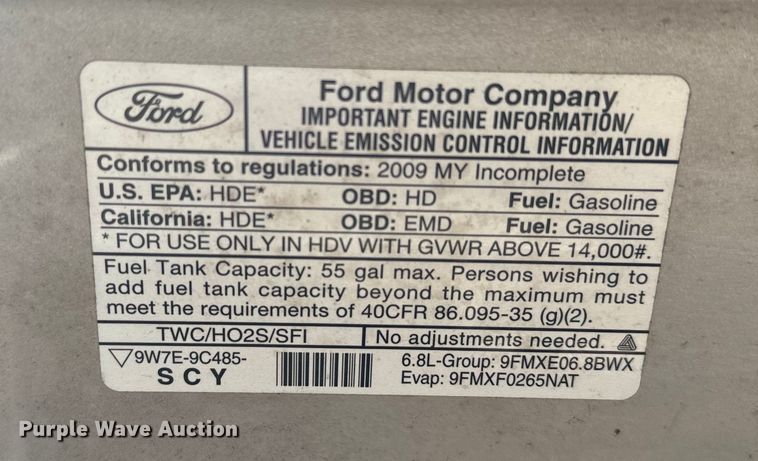 Ford
Ford Motor Company
IMPORTANT ENGINE INFORMATION/
VEHICLE EMISSION CONTROL INFORMATION
Conforms to regulations: 2009 MY Incomplete
U.S. EPA: HDE* OBD: HD Fuel: Gasoline
California: HDE* OBD: EMD Fuel: Gasoline
* FOR USE ONLY IN HDV WITH GVWR ABOVE 14,000#.
Fuel Tank Capacity: 55 gal max. Persons wishing to
add fuel tank capacity beyond the maximum must
meet the requirements of 40CFR 86.095-35 (g)(2).
TWC/HO2S/SFI No adjustments needed.
9W7E-9C485- 6.8L-Group: 9FMXE06.8BWX
SCY Evap: 9FMXF0265NAT
Purple Wave Auction